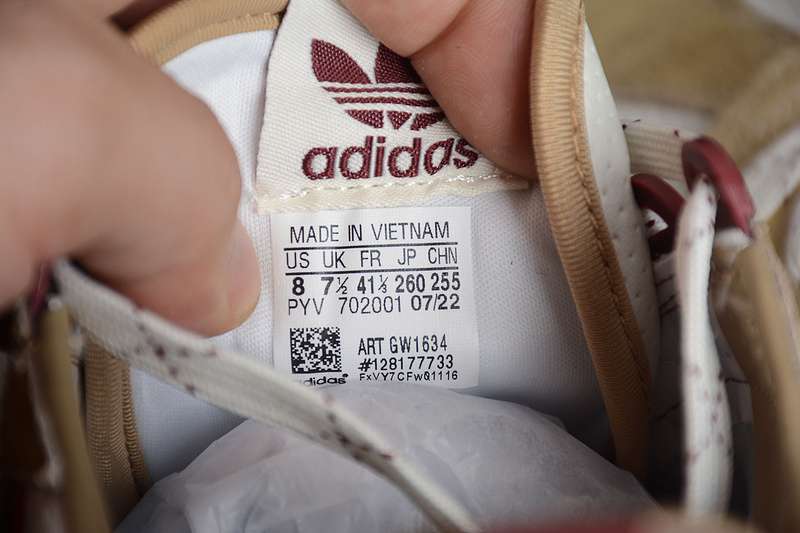 adidas
MADE IN VIETNAM
US UK FR JP CHN
8 7½ 41⅓ 260 255
PYV 702001 07/22
ART GW1634
#128177733
FxVY7CFwQ1116
adidas